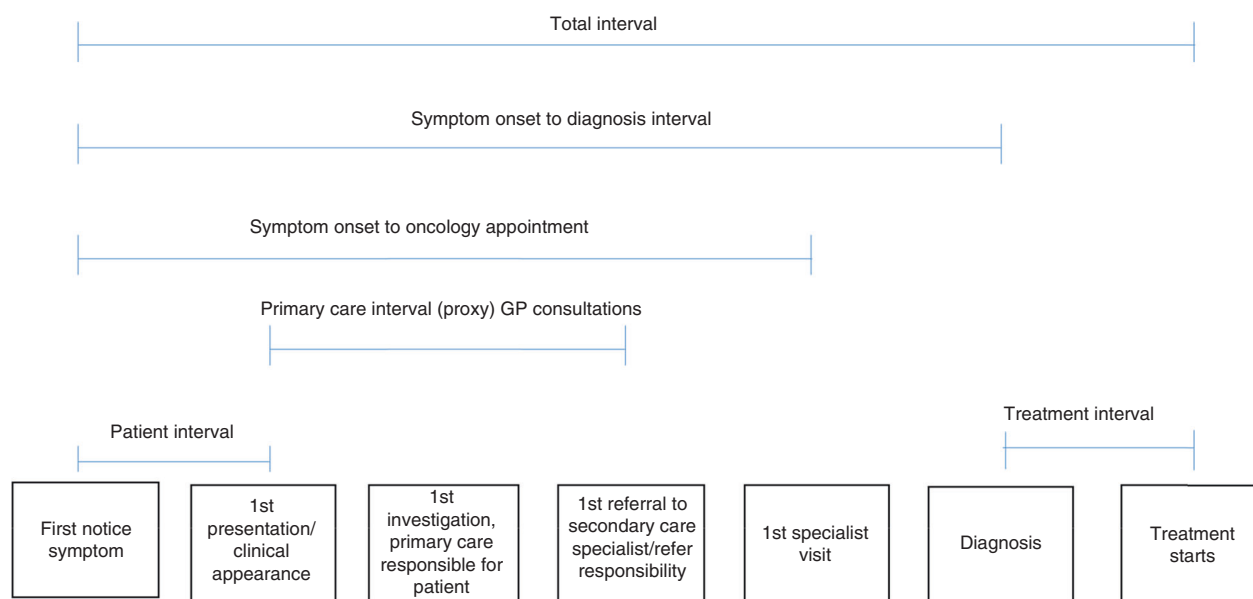 Total interval
Symptom onset to diagnosis interval
Symptom onset to oncology appointment
Primary care interval (proxy) GP consultations
Patient interval
Treatment interval
First notice
symptom
1st
presentation/
clinical
appearance
1st
investigation,
primary care
responsible for
patient
1st referral to
secondary care
specialist/refer
responsibility
1st specialist
visit
Diagnosis
Treatment
starts